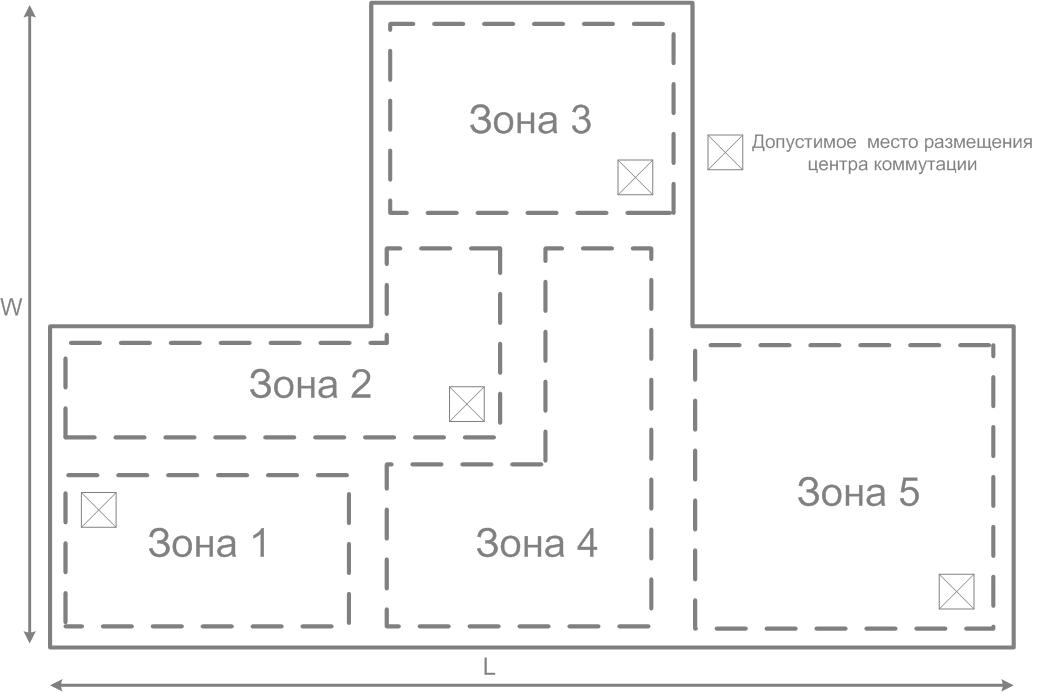 Зона 3
Допустимое место размещения
центра коммутации
W
Зона 2
Зона 5
Зона 1
Зона 4
L